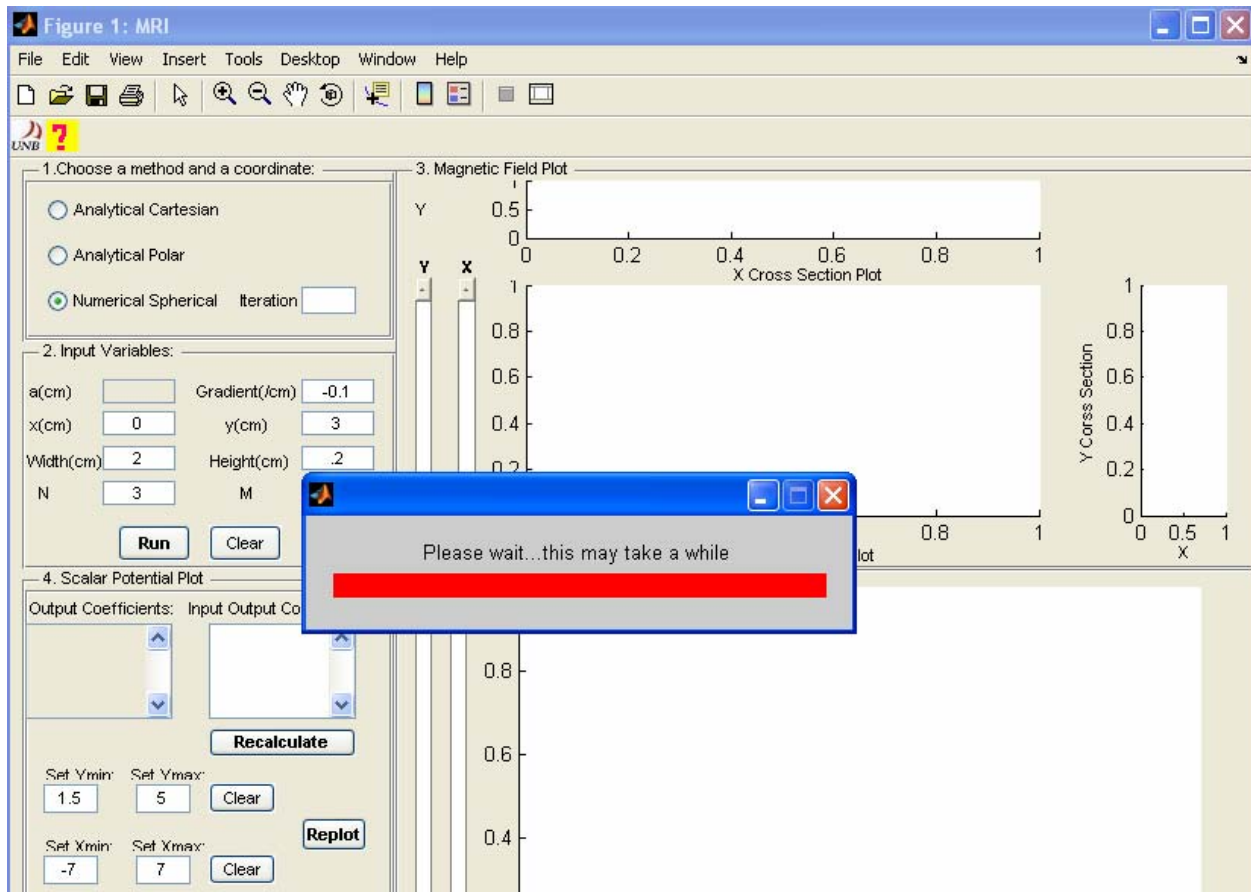 Figure 1: MRI
File Edit View Insert Tools Desktop Window Help
UNB ?
1.Choose a method and a coordinate:
Analytical Cartesian
Analytical Polar
Numerical Spherical Iteration
2. Input Variables:
a(cm) Gradient(/cm) -0.1
x(cm) 0 y(cm) 3
Width(cm) 2 Height(cm) .2
N 3 M
Run Clear
3. Magnetic Field Plot
Y
1
0.5
0
0 0.2 0.4 0.6 0.8 1
X Cross Section Plot
Y X
1
0.8
0.6
0.4
0.2
0.8 1
lot
Y Corss Section
1
0.8
0.6
0.4
0.2
0
0 0.5 1
X
Please wait...this may take a while
4. Scalar Potential Plot
Output Coefficients: Input Output Co
Recalculate
Set Ymin: Set Ymax:
1.5 5 Clear
Replot
Set Xmin: Set Xmax:
-7 7 Clear
0.8
0.6
0.4